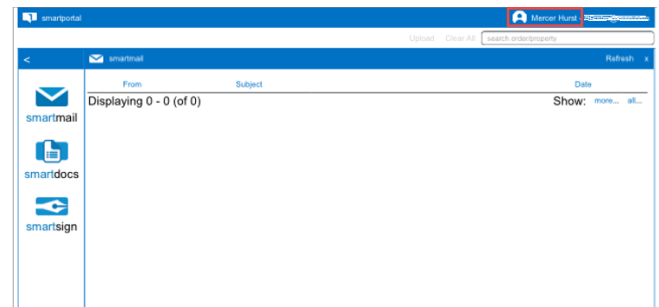 smartportal Mercer Hurst -
Upload Clear All search order/property
< smartmail Refresh x
From Subject Date
Displaying 0 - 0 (of 0) Show: more... all...
smartmail
smartdocs
smartsign